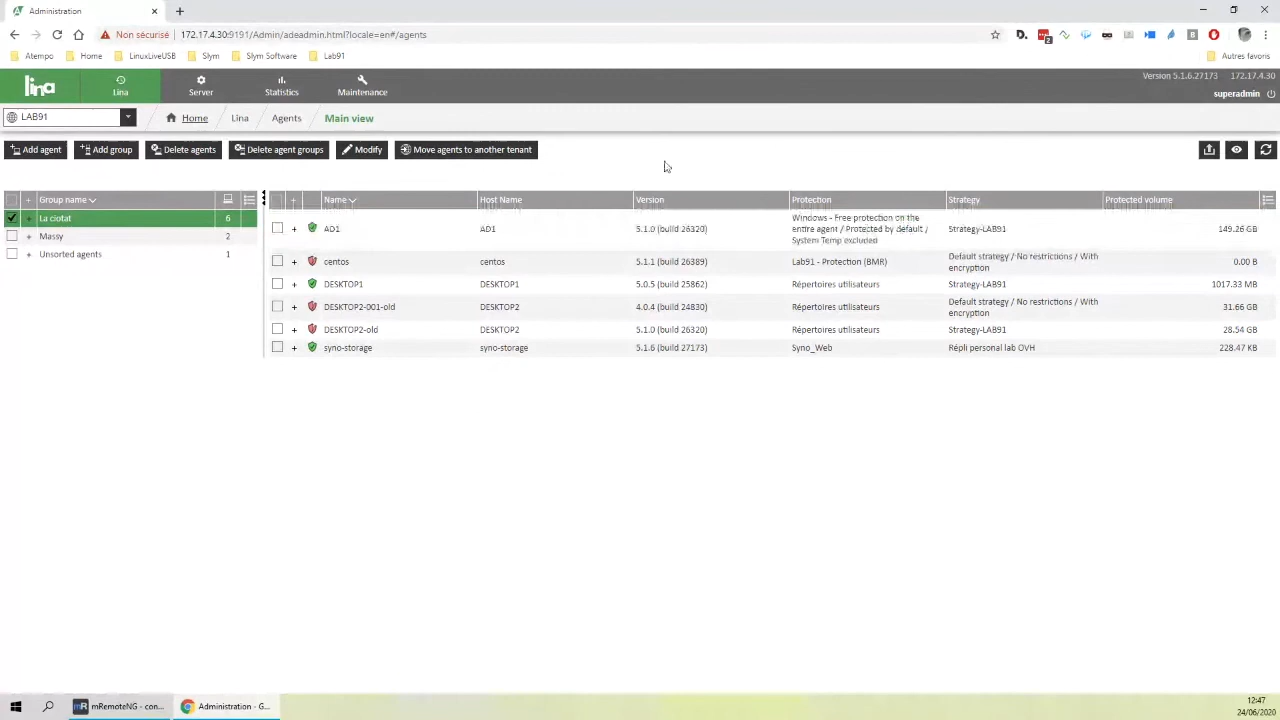 Administration
Non sécurisé
172.17.4.30:9191/Admin/adeadmin.html?locale=en#/agents
2
Atempo
Home
LinuxLiveUSB
Slym
Slym Software
Lab91
Autres favoris
lina
Lina
Server
Statistics
Maintenance
Version 5.1.6.27173
172.17.4.30
superadmin
LAB91
Home
Lina
Agents
Main view
Add agent
Add group
Delete agents
Delete agent groups
Modify
Move agents to another tenant
Group name
La ciotat 6
Massy 2
Unsorted agents 1
Name Host Name Version Protection Strategy Protected volume
AD1 AD1 5.1.0 (build 26320) Windows - Free protection on the
entire agent / Protected by default /
System Temp excluded
Strategy-LAB91 149.26 GB
centos centos 5.1.1 (build 26389) Lab91 - Protection (BMR) Default strategy / No restrictions / With
encryption
0.00 B
DESKTOP1 DESKTOP1 5.0.5 (build 25862) Répertoires utilisateurs Strategy-LAB91 1017.33 MB
DESKTOP2-001-old DESKTOP2 4.0.4 (build 24830) Répertoires utilisateurs Default strategy / No restrictions / With
encryption
31.66 GB
DESKTOP2-old DESKTOP2 5.1.0 (build 26320) Répertoires utilisateurs Strategy-LAB91 28.54 GB
syno-storage syno-storage 5.1.6 (build 27173) Syno_Web Répli personal lab OVH 228.47 KB
mR mRemoteNG - con...
Administration - G...
12:47
24/06/2020